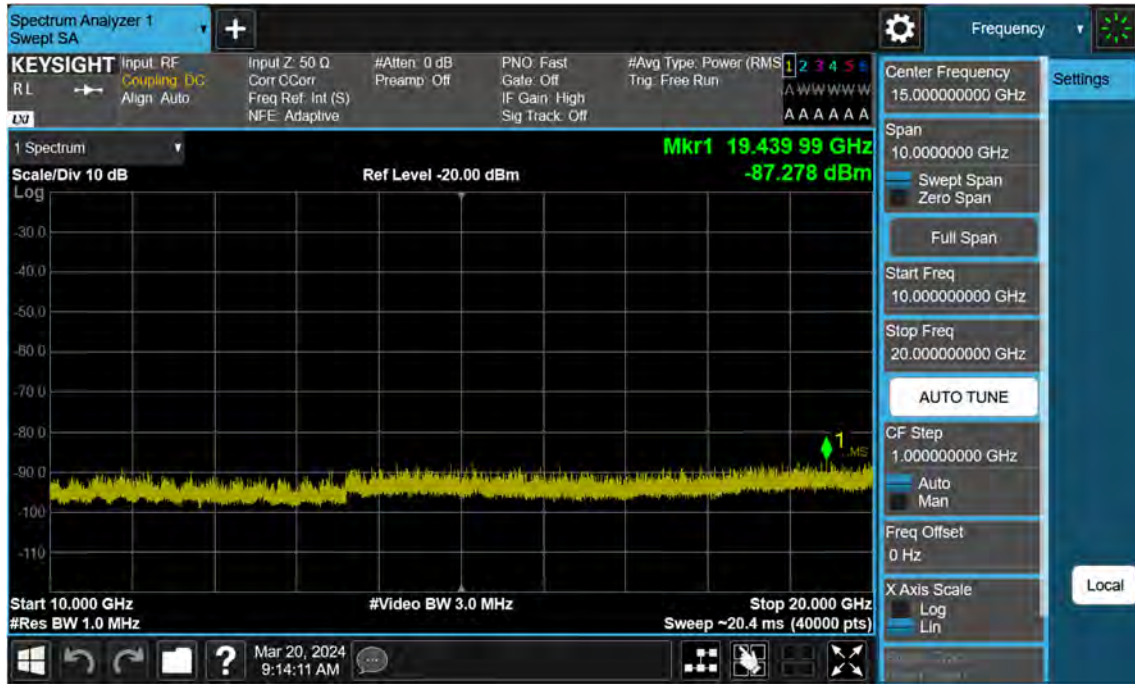 Spectrum Analyzer 1
Swept SA
+
Frequency
KEYSIGHT
RL
LXI
Input: RF
Coupling: DC
Align: Auto
Input Z: 50 Ω
Corr CCorr
Freq Ref: Int (S)
NFE: Adaptive
#Atten: 0 dB
Preamp: Off
PNO: Fast
Gate: Off
IF Gain: High
Sig Track: Off
#Avg Type: Power (RMS
Trig: Free Run
1 2 3 4 5 6
A W W W W W
A A A A A A
1 Spectrum
Mkr1 19.439 99 GHz
Scale/Div 10 dB
Ref Level -20.00 dBm
-87.278 dBm
Log
-30.0
-40.0
-50.0
-60.0
-70.0
-80.0
-90.0
-100
-110
1
Start 10.000 GHz
#Video BW 3.0 MHz
Stop 20.000 GHz
#Res BW 1.0 MHz
Sweep ~20.4 ms (40000 pts)
?
Mar 20, 2024
9:14:11 AM
Center Frequency
15.000000000 GHz
Span
10.0000000 GHz
Swept Span
Zero Span
Full Span
Start Freq
10.000000000 GHz
Stop Freq
20.000000000 GHz
AUTO TUNE
CF Step
1.000000000 GHz
Auto
Man
Freq Offset
0 Hz
X Axis Scale
Log
Lin
Settings
Local